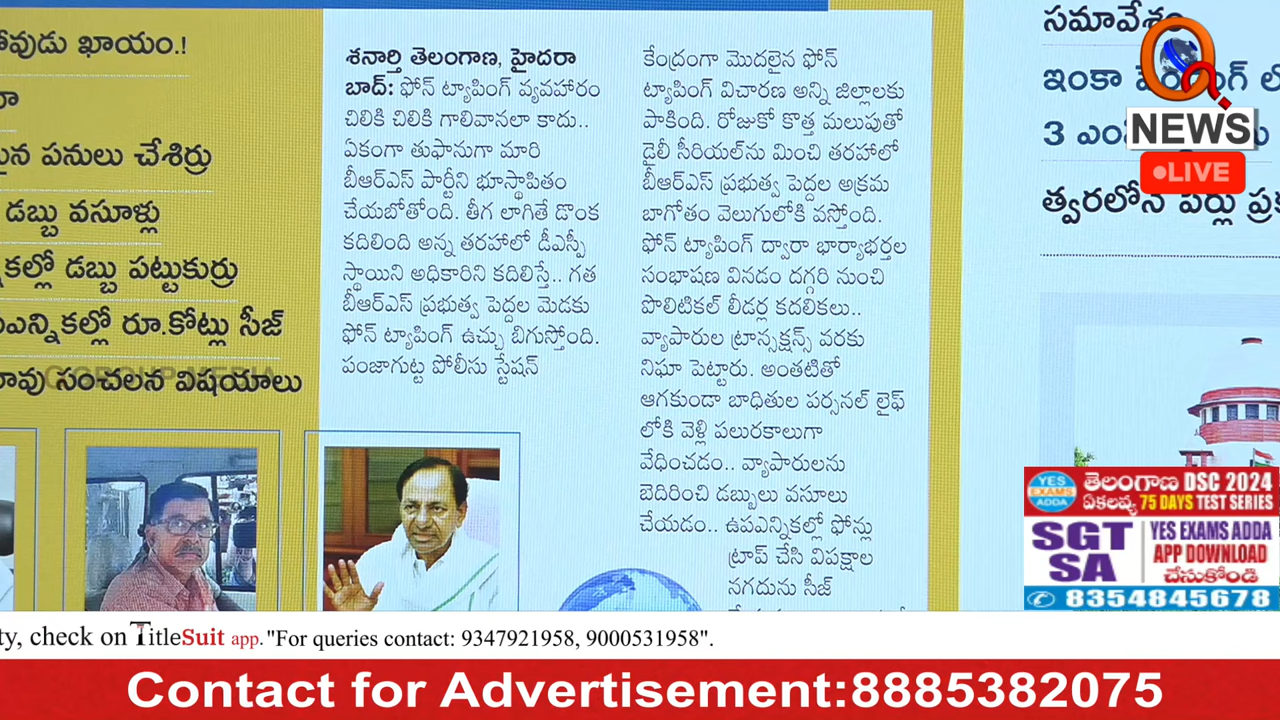 ఖాయం.!
పనులు చేశిర్రు
డబ్బు వసూళ్లు
డబ్బు పట్టుకుర్రు
రూ.కోట్లు సీజ్
సంచలన విషయాలు
శనార్తి తెలంగాణ, హైదరా
బాద్: ఫోన్ ట్యాపింగ్ వ్యవహారం
చిలికి చిలికి గాలివానలా కాదు..
ఏకంగా తుఫానుగా మారి
బీఆర్ఎస్ పార్టీని భూస్థాపితం
చేయబోతోంది. తీగ లాగితే డొంక
కదిలింది అన్న తరహాలో డీఎస్పీ
స్థాయిని అధికారిని కదిలిస్తే.. గత
బీఆర్ఎస్ ప్రభుత్వ పెద్దల మెడకు
ఫోన్ ట్యాపింగ్ ఉచ్చు బిగుస్తోంది.
పంజాగుట్ట పోలీసు స్టేషన్
కేంద్రంగా మొదలైన ఫోన్
ట్యాపింగ్ విచారణ అన్ని జిల్లాలకు
పాకింది. రోజుకో కొత్త మలుపుతో
డైలీ సీరియల్‌ను మించి తరహాలో
బీఆర్ఎస్ ప్రభుత్వ పెద్దల అక్రమ
బాగోతం వెలుగులోకి వస్తోంది.
ఫోన్ ట్యాపింగ్ ద్వారా భార్యాభర్తల
సంభాషణ వినడం దగ్గరి నుంచి
పొలిటికల్ లీడర్ల కదలికలు..
వ్యాపారుల ట్రాన్సక్షన్స్ వరకు
నిఘా పెట్టారు. అంతటితో
ఆగకుండా బాధితుల పర్సనల్ లైఫ్
లోకి వెళ్లి పలురకాలుగా
వేధించడం.. వ్యాపారులను
బెదిరించి డబ్బులు వసూలు
చేయడం.. ఉపఎన్నికల్లో ఫోన్లు
ట్రాప్ చేసి విపక్షాల
నగదును సీజ్
సమావేశం
ఇంకా
3
త్వరలోనే పేర్లు
NEWS
LIVE
YES EXAMS ADDA
తెలంగాణ DSC 2024
ఏకలవ్య 75 DAYS TEST SERIES
SGT
SA
YES EXAMS ADDA
APP DOWNLOAD
చేసుకోండి
8354845678
check on TitleSuit app. "For queries contact: 9347921958, 9000531958".
Contact for Advertisement:8885382075